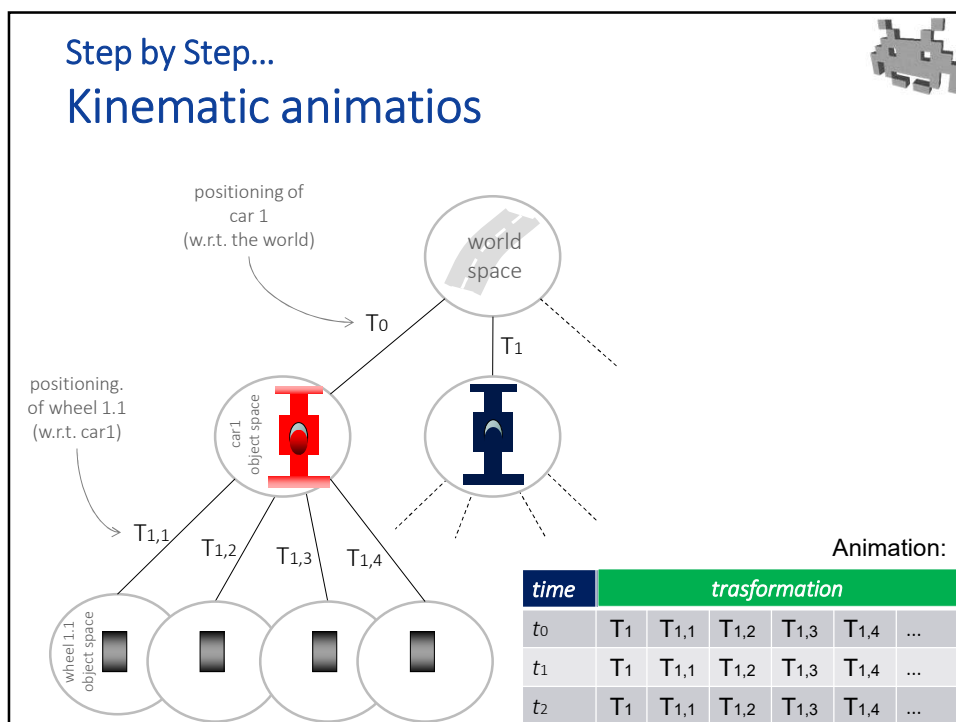 Step by Step…
Kinematic animatios
positioning of
car 1
(w.r.t. the world)
world
space
T0
T1
positioning.
of wheel 1.1
(w.r.t. car1)
car1
object space
T1,1
T1,2
T1,3
T1,4
wheel 1.1
object space
Animation:
time trasformation
t0 T1 T1,1 T1,2 T1,3 T1,4 ...
t1 T1 T1,1 T1,2 T1,3 T1,4 ...
t2 T1 T1,1 T1,2 T1,3 T1,4 ...